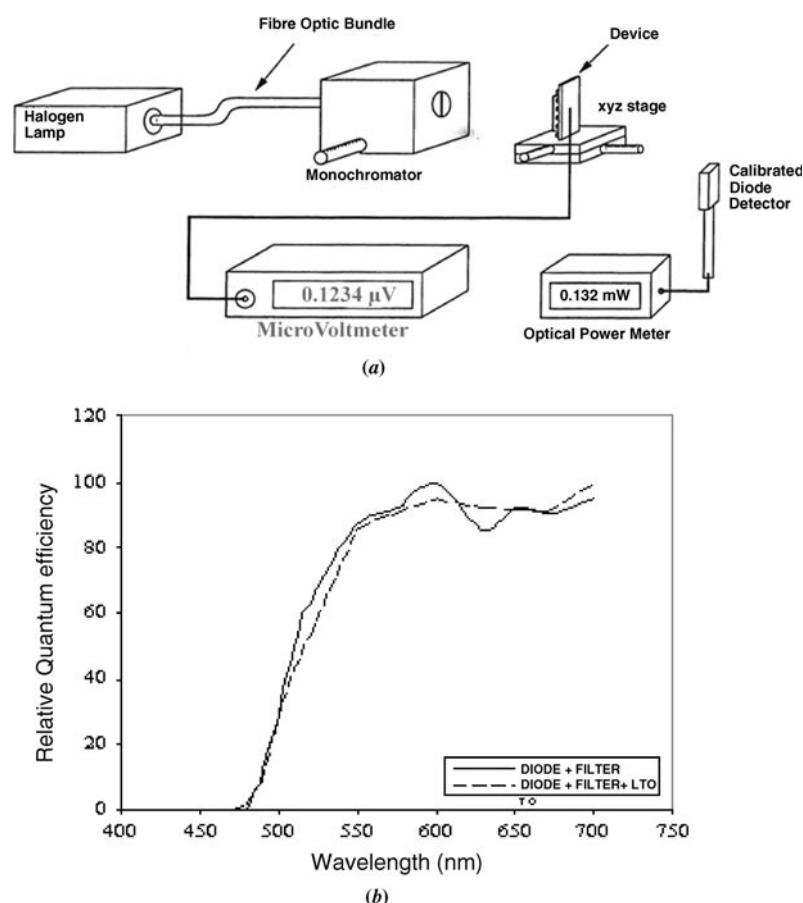 Fibre Optic Bundle
Device
Halogen
Lamp
xyz stage
Monochromator
Calibrated
Diode
Detector
0.1234 µV
MicroVoltmeter
0.132 mW
Optical Power Meter
(a)
120
100
80
60
40
20
0
Relative Quantum efficiency
DIODE + FILTER
DIODE + FILTER+ LTO
T O
400 450 500 550 600 650 700 750
Wavelength (nm)
(b)